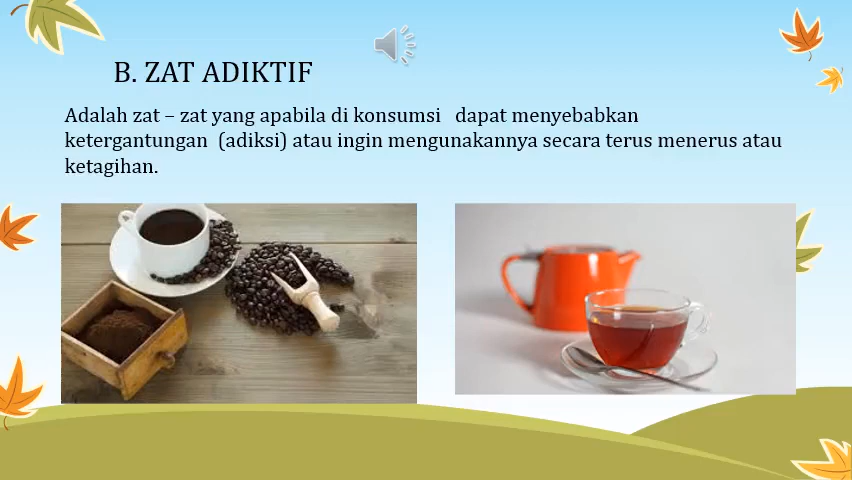 B. ZAT ADIKTIF
Adalah zat – zat yang apabila di konsumsi   dapat menyebabkan
ketergantungan  (adiksi) atau ingin mengunakannya secara terus menerus atau
ketagihan.